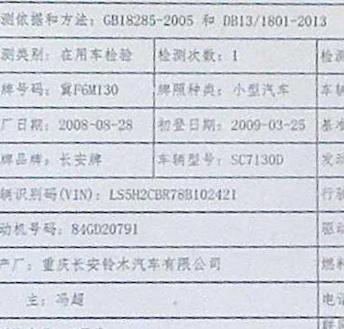 测依据和方法: GB18285-2005 和 DB13/1801-2013
测类别: 在用车检验 检测次数: 1 检测
牌号码: 冀F6M130 牌照种类: 小型汽车 车辆
厂日期: 2008-08-28 初登日期: 2009-03-25 基准
牌品牌: 长安牌 车辆型号: SC7130D 发动
辆识别码(VIN): LS5H2CBR78B102421 行驶
动机号码: 84GD20791 驱动
产厂: 重庆长安铃木汽车有限公司 燃料
主: 冯超 电话